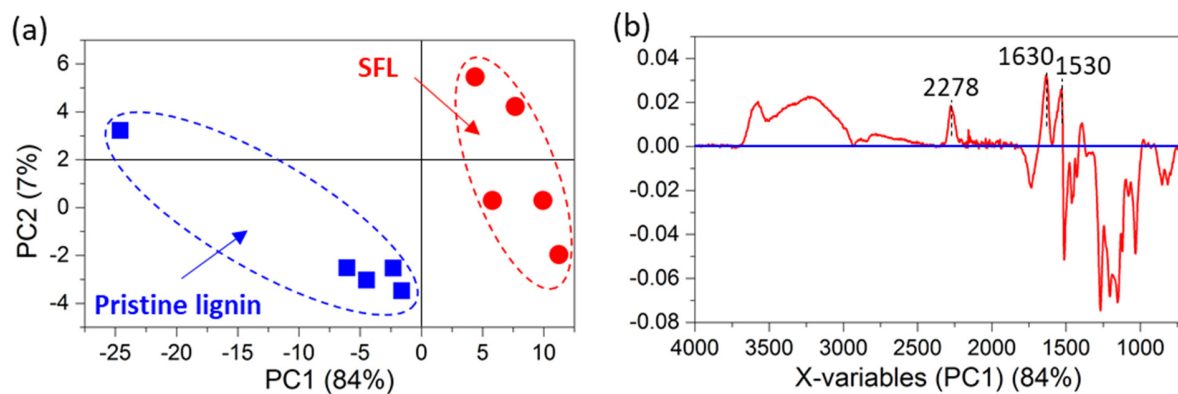 (a)
6
4
2
0
-2
-4
PC2 (7%)
SFL
Pristine lignin
-25 -20 -15 -10 -5 0 5 10
PC1 (84%)
(b)
0.04
0.02
0.00
-0.02
-0.04
-0.06
-0.08
2278
1630
1530
4000 3500 3000 2500 2000 1500 1000
X-variables (PC1) (84%)